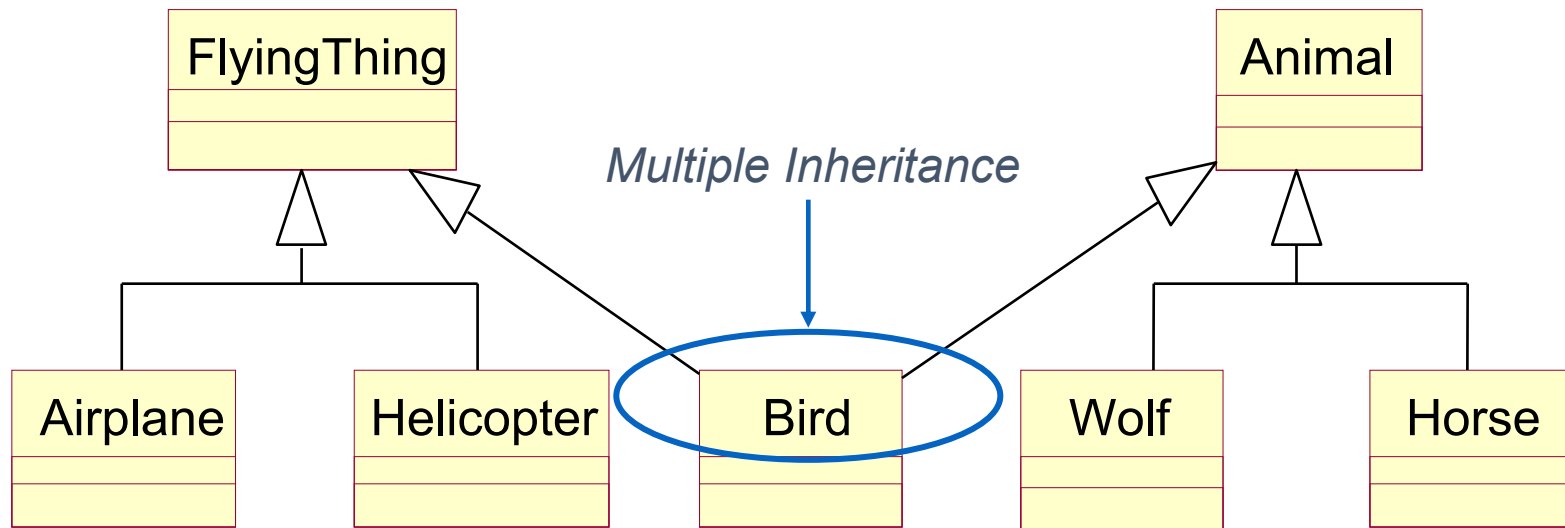 FlyingThing
Animal
Multiple Inheritance
Airplane
Helicopter
Bird
Wolf
Horse